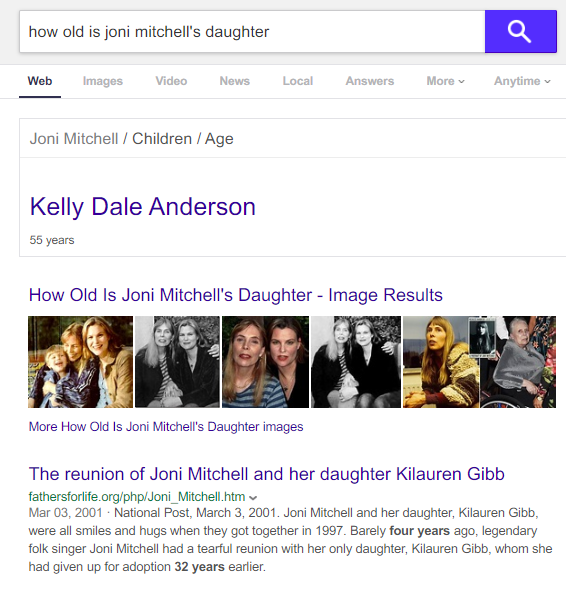 how old is joni mitchell's daughter
Web Images Video News Local Answers More Anytime
Joni Mitchell / Children / Age
Kelly Dale Anderson
55 years
How Old Is Joni Mitchell's Daughter - Image Results
More How Old Is Joni Mitchell's Daughter images
The reunion of Joni Mitchell and her daughter Kilauren Gibb
fathersforlife.org/php/Joni_Mitchell.htm
Mar 03, 2001 · National Post, March 3, 2001. Joni Mitchell and her daughter, Kilauren Gibb,
were all smiles and hugs when they got together in 1997. Barely four years ago, legendary
folk singer Joni Mitchell had a tearful reunion with her only daughter, Kilauren Gibb, whom she
had given up for adoption 32 years earlier.